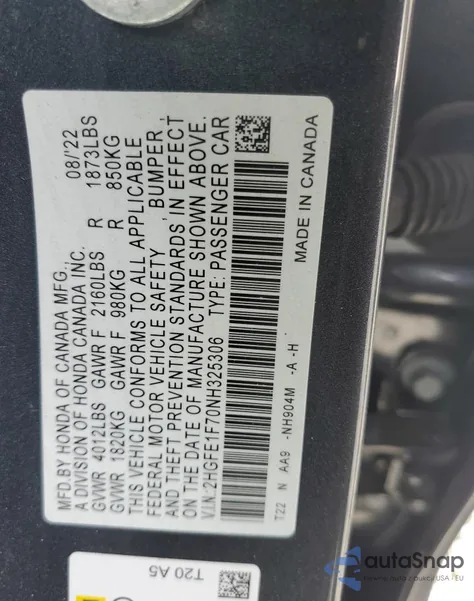 MFD.BY HONDA OF CANADA MFG., 08/'22
A DIVISION OF HONDA CANADA INC.
GVWR 4012LBS GAWR F 2160LBS R 1873LBS
GVWR 1820KG GAWR F 980KG R 850KG
THIS VEHICLE CONFORMS TO ALL APPLICABLE
FEDERAL MOTOR VEHICLE SAFETY , BUMPER ,
AND THEFT PREVENTION STANDARDS IN EFFECT
ON THE DATE OF MANUFACTURE SHOWN ABOVE.
V.I.N.:2HGFE1F70NH325306 TYPE: PASSENGER CAR
T22 N AA9 -NH904M -A -H
MADE IN CANADA
T20 A5
autoSnap